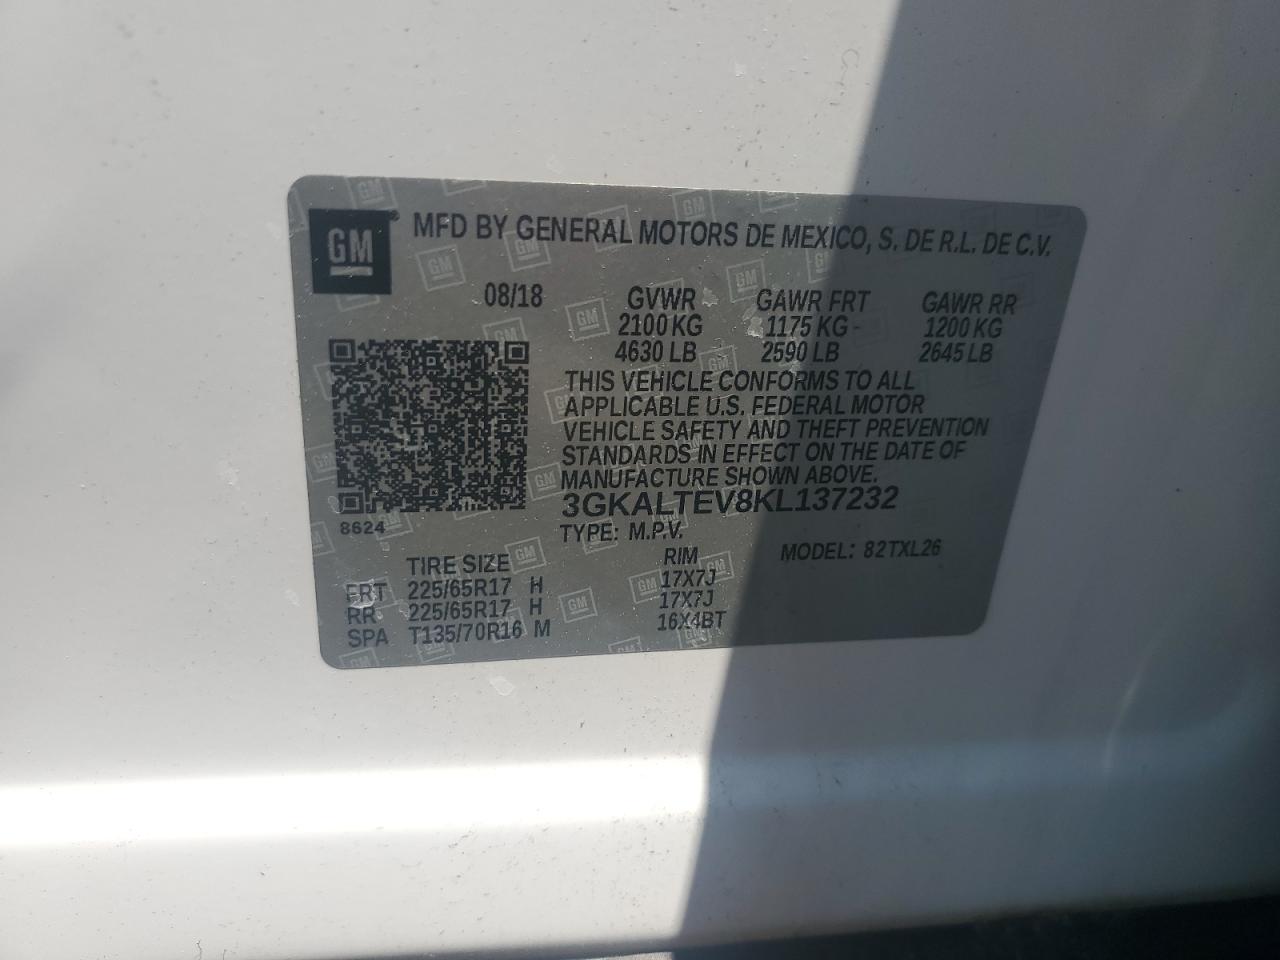 GM
MFD BY GENERAL MOTORS DE MEXICO, S. DE R.L. DE C.V.
08/18 GVWR GAWR FRT GAWR RR
2100 KG 1175 KG 1200 KG
4630 LB 2590 LB 2645 LB
THIS VEHICLE CONFORMS TO ALL
APPLICABLE U.S. FEDERAL MOTOR
VEHICLE SAFETY AND THEFT PREVENTION
STANDARDS IN EFFECT ON THE DATE OF
MANUFACTURE SHOWN ABOVE.
3GKALTEV8KL137232
8624
TYPE: M.P.V. MODEL: 82TXL26
TIRE SIZE RIM
FRT 225/65R17 H 17X7J
RR 225/65R17 H 17X7J
SPA T135/70R16 M 16X4BT